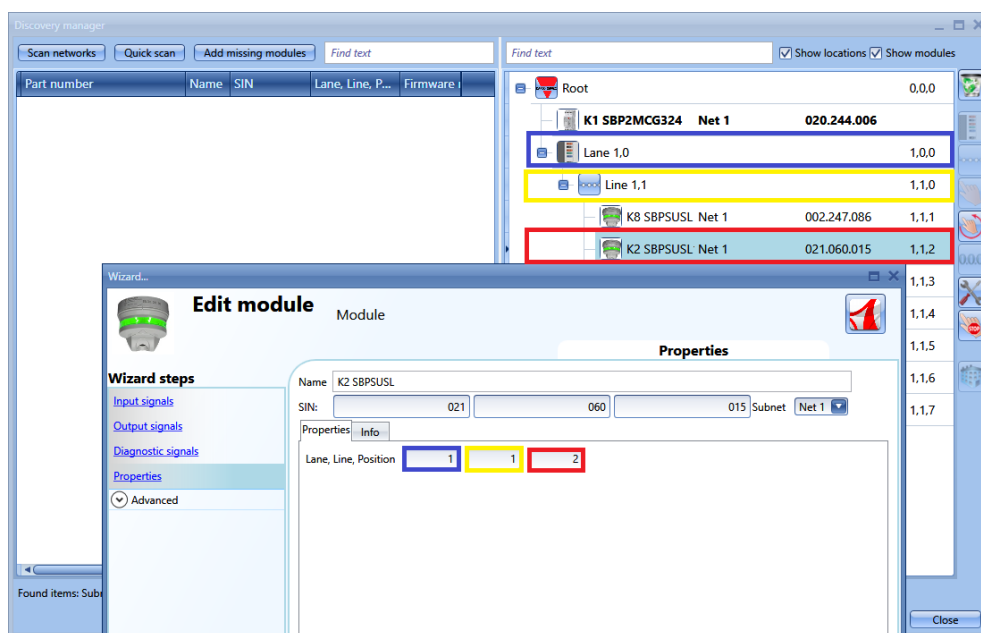 Discovery manager
Scan networks Quick scan Add missing modules Find text
Find text Show locations Show modules
Part number Name SIN Lane, Line, P... Firmware
Root 0,0,0
K1 SBP2MCG324 Net 1 020.244.006
Lane 1,0 1,0,0
Line 1,1 1,1,0
K8 SBPSUSL Net 1 002.247.086 1,1,1
K2 SBPSUSL Net 1 021.060.015 1,1,2
1,1,3
1,1,4
1,1,5
1,1,6
1,1,7
Wizard...
Edit module Module
Properties
Wizard steps
Input signals
Output signals
Diagnostic signals
Properties
Advanced
Name K2 SBPSUSL
SIN: 021 060 015 Subnet Net 1
Properties Info
Lane, Line, Position 1 1 2
Found items:
Close
STOP